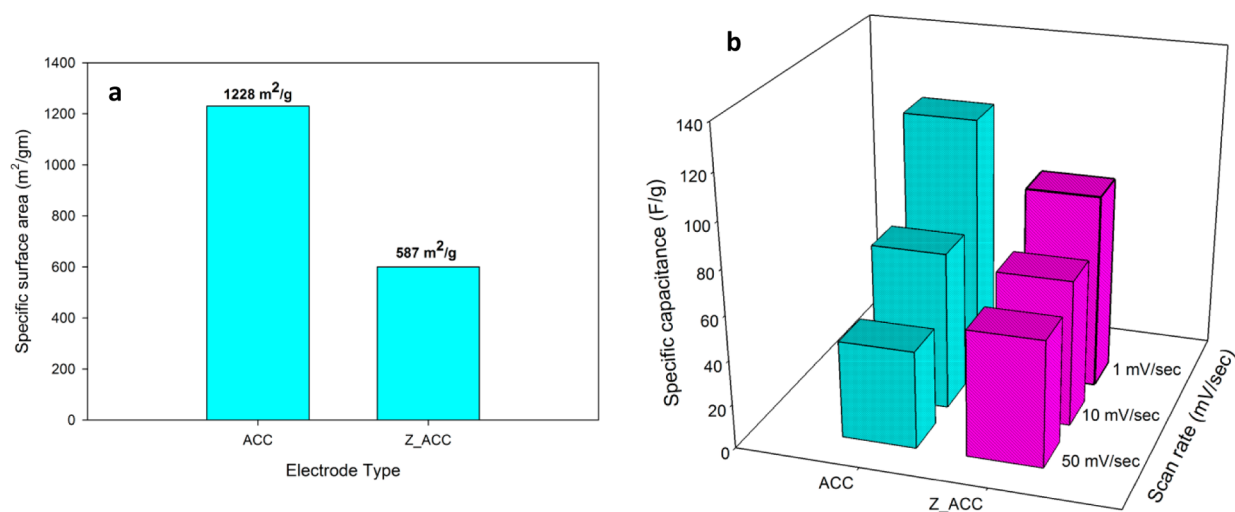 a
1400
1200
1000
800
600
400
200
0
Specific surface area (m²/gm)
1228 m²/g
587 m²/g
ACC
Z_ACC
Electrode Type
b
140
120
100
80
60
40
20
0
Specific capacitance (F/g)
ACC
Z_ACC
1 mV/sec
10 mV/sec
50 mV/sec
Scan rate (mV/sec)